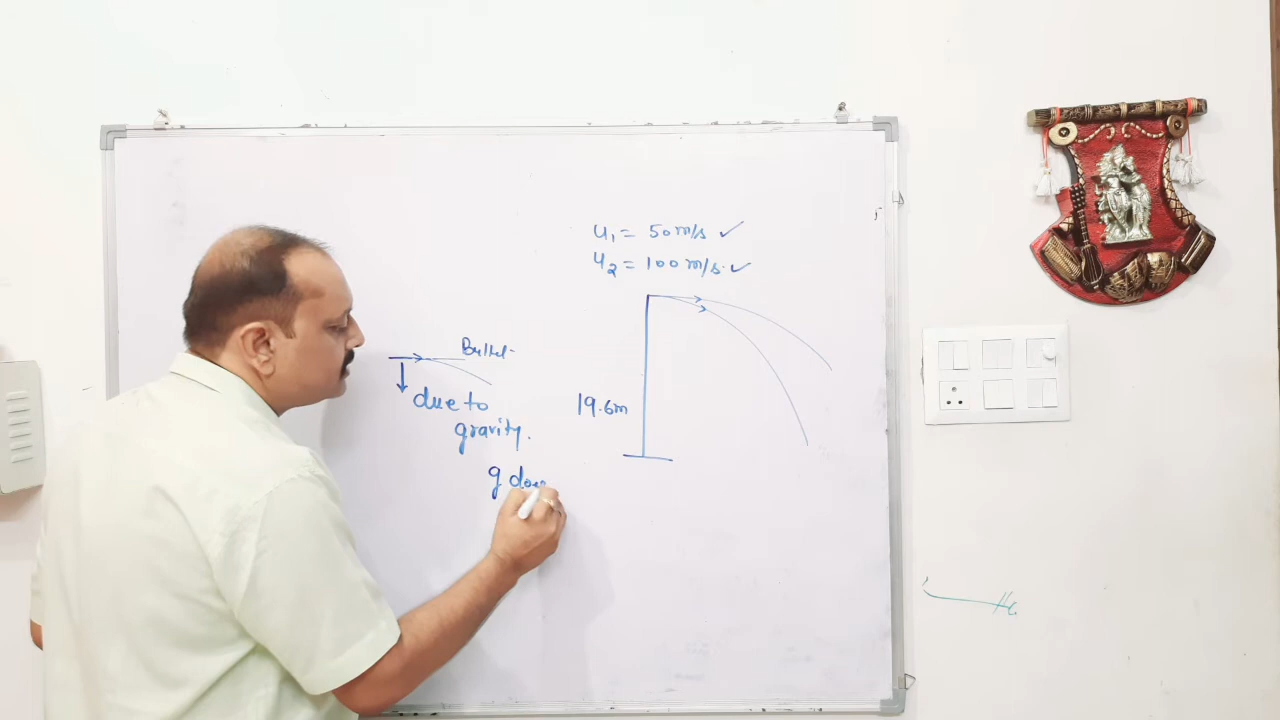 u₁ = 50 m/s ✓
u₂ = 100 m/s. ✓
Bullet
due to
gravity.
19.6m
g